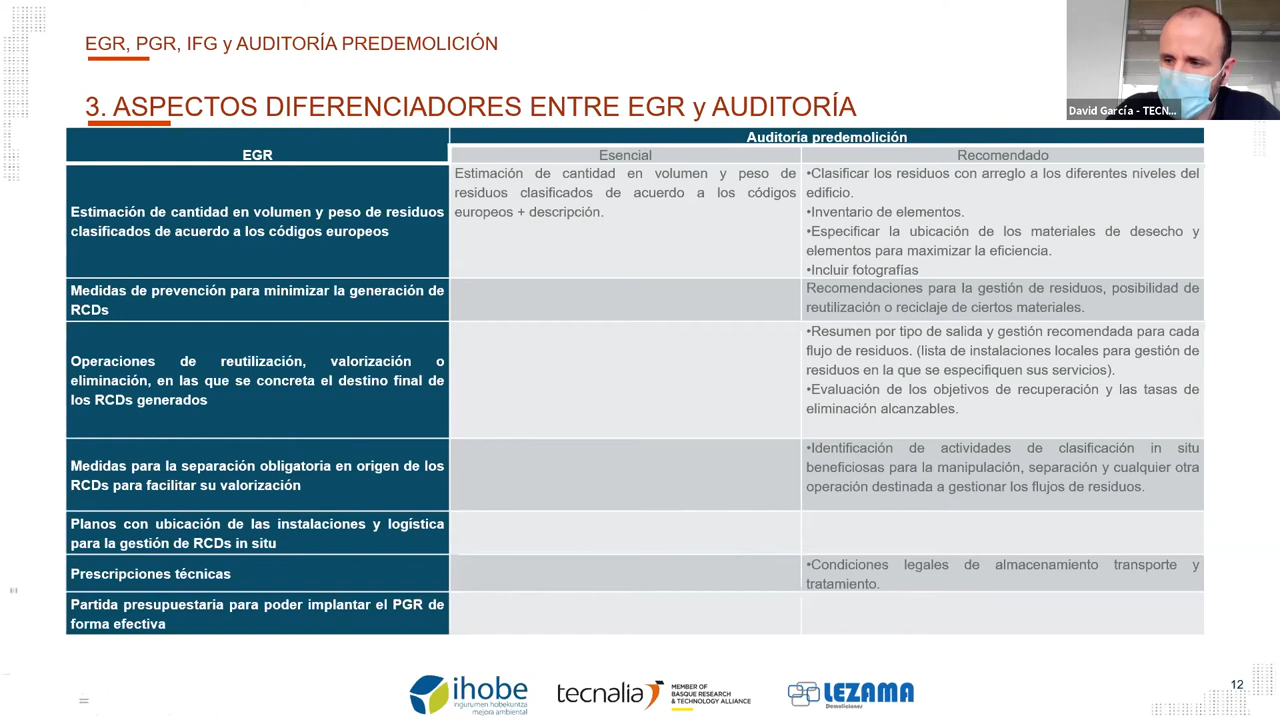 EGR, PGR, IFG y AUDITORÍA PREDEMOLICIÓN
David García - TECN...
3. ASPECTOS DIFERENCIADORES ENTRE EGR y AUDITORÍA
EGR
Auditoría predemolición
Esencial
Recomendado
Estimación de cantidad en volumen y peso de residuos
clasificados de acuerdo a los códigos europeos
Estimación de cantidad en volumen y peso de
residuos clasificados de acuerdo a los códigos
europeos + descripción.
•Clasificar los residuos con arreglo a los diferentes niveles del
edificio.
•Inventario de elementos.
•Especificar la ubicación de los materiales de desecho y
elementos para maximizar la eficiencia.
•Incluir fotografías
Medidas de prevención para minimizar la generación de
RCDs
Recomendaciones para la gestión de residuos, posibilidad de
reutilización o reciclaje de ciertos materiales.
Operaciones de reutilización, valorización o
eliminación, en las que se concreta el destino final de
los RCDs generados
•Resumen por tipo de salida y gestión recomendada para cada
flujo de residuos. (lista de instalaciones locales para gestión de
residuos en la que se especifiquen sus servicios).
•Evaluación de los objetivos de recuperación y las tasas de
eliminación alcanzables.
Medidas para la separación obligatoria en origen de los
RCDs para facilitar su valorización
•Identificación de actividades de clasificación in situ
beneficiosas para la manipulación, separación y cualquier otra
operación destinada a gestionar los flujos de residuos.
Planos con ubicación de las instalaciones y logística
para la gestión de RCDs in situ
Prescripciones técnicas
•Condiciones legales de almacenamiento transporte y
tratamiento.
Partida presupuestaria para poder implantar el PGR de
forma efectiva
ihobe
ingurumen hobekuntza
mejora ambiental
tecnalia
MEMBER OF
BASQUE RESEARCH
& TECHNOLOGY ALLIANCE
LEZAMA
Demoliciones
12